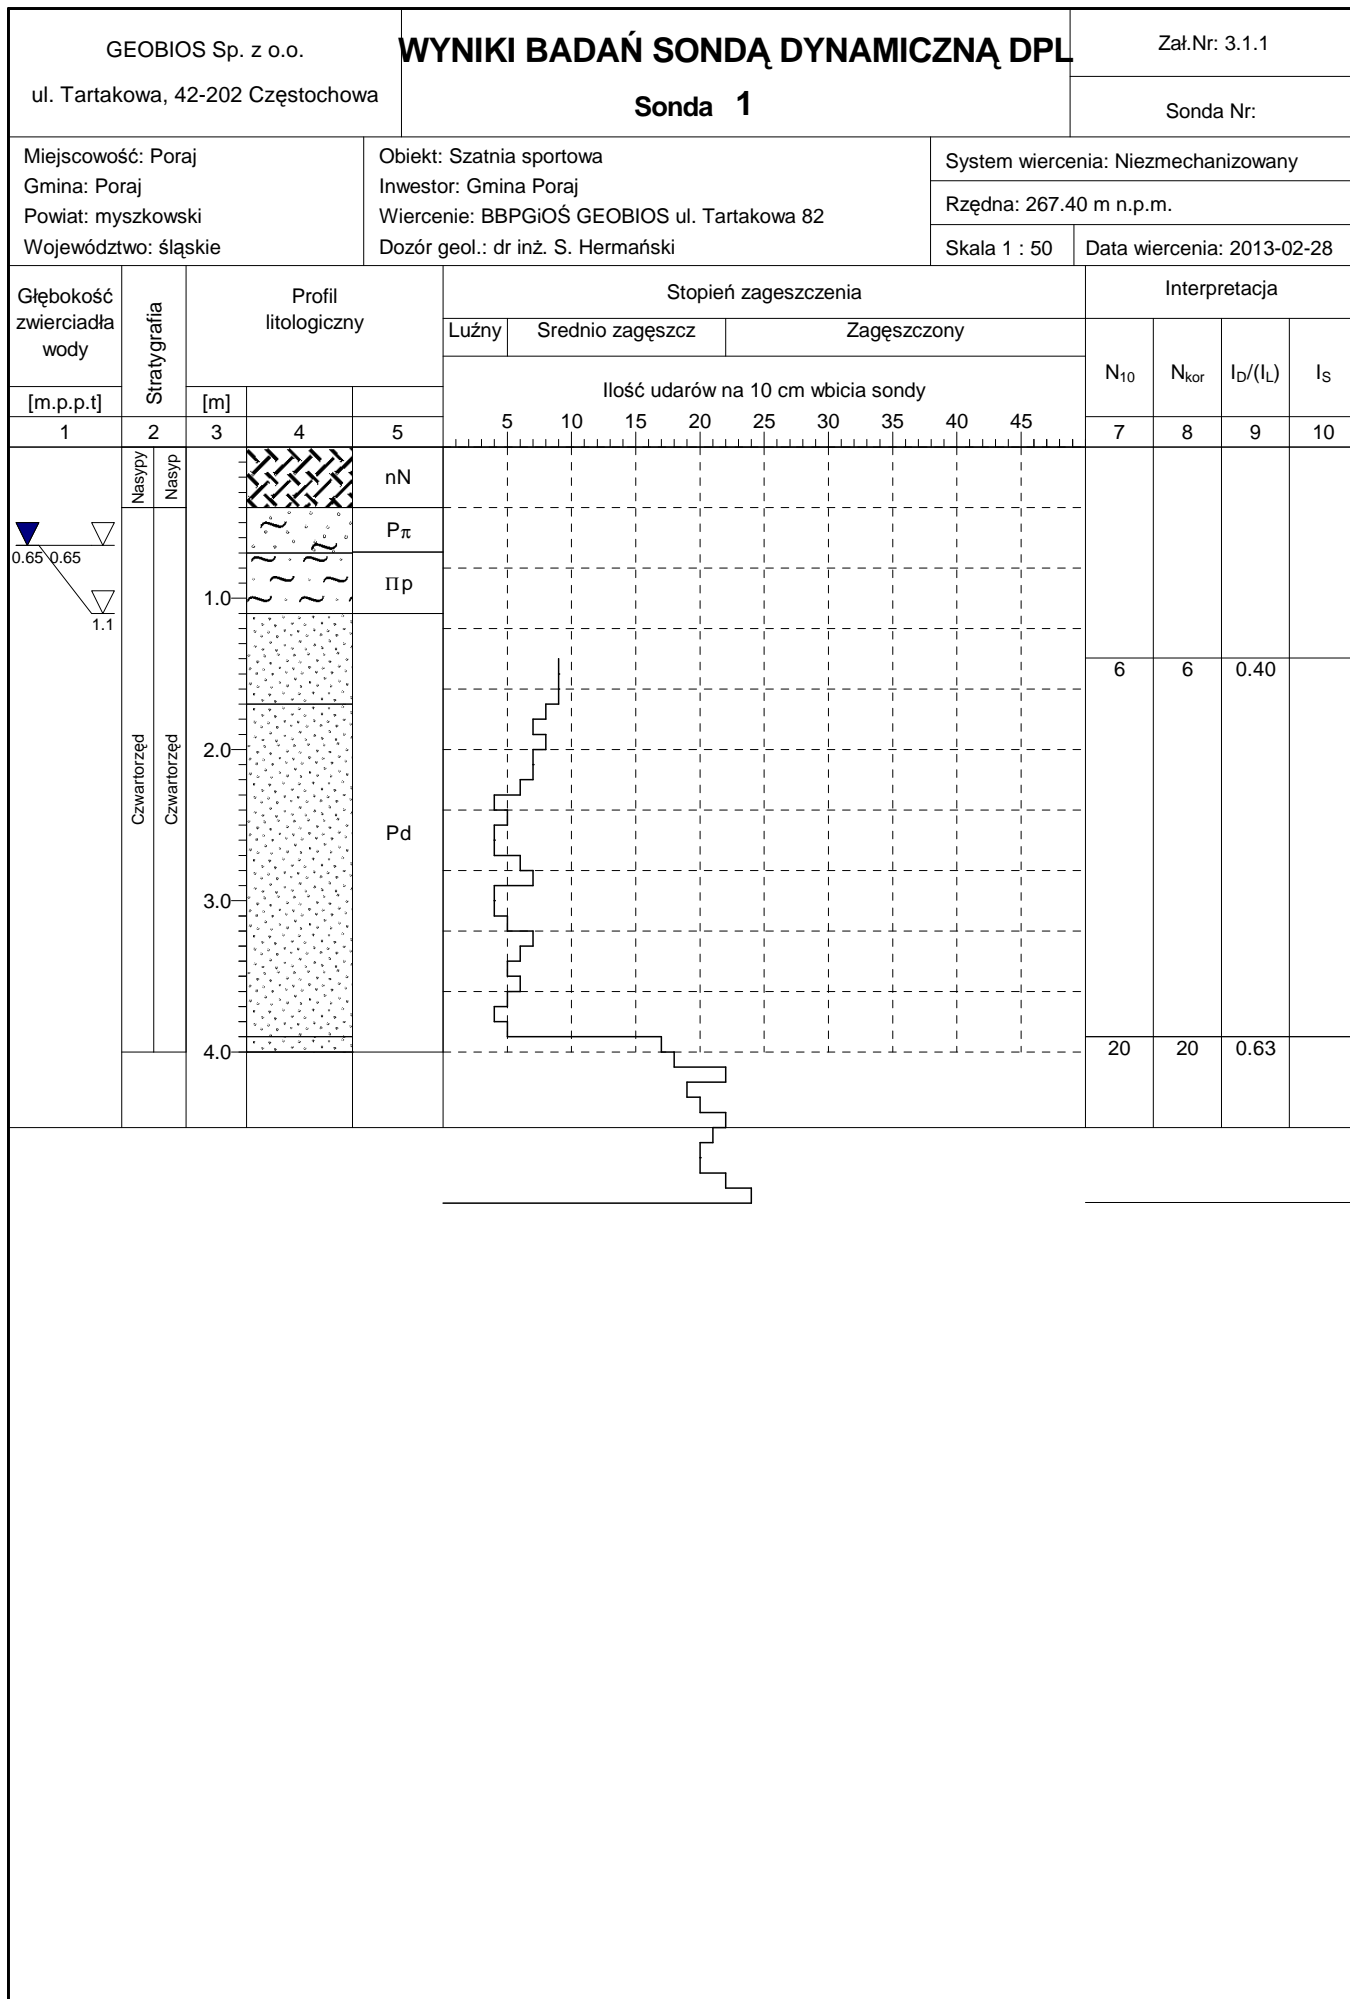 GEOBIOS Sp. z o.o.
ul. Tartakowa, 42-202 Częstochowa
WYNIKI BADAŃ SONDĄ DYNAMICZNĄ DPL
Sonda 1
Zał.Nr: 3.1.1
Sonda Nr:
Miejscowość: Poraj
Gmina: Poraj
Powiat: myszkowski
Województwo: śląskie
Obiekt: Szatnia sportowa
Inwestor: Gmina Poraj
Wiercenie: BBPGiOŚ GEOBIOS ul. Tartakowa 82
Dozór geol.: dr inż. S. Hermański
System wiercenia: Niezmechanizowany
Rzędna: 267.40 m n.p.m.
Skala 1 : 50
Data wiercenia: 2013-02-28
Głębokość
zwierciadła
wody
[m.p.p.t]
Stratygrafia
Profil
litologiczny
[m]
Stopień zageszczenia
Luźny
Srednio zagęszcz
Zagęszczony
Ilość udarów na 10 cm wbicia sondy
5 10 15 20 25 30 35 40 45
Interpretacja
N10
Nkor
ID/(IL)
IS
1 2 3 4 5 7 8 9 10
Nasypy
Nasyp
nN
Pπ
0.65 0.65
Πp
1.0
1.1
6 6 0.40
Czwartorzęd
Czwartorzęd
2.0
Pd
3.0
4.0
20 20 0.63